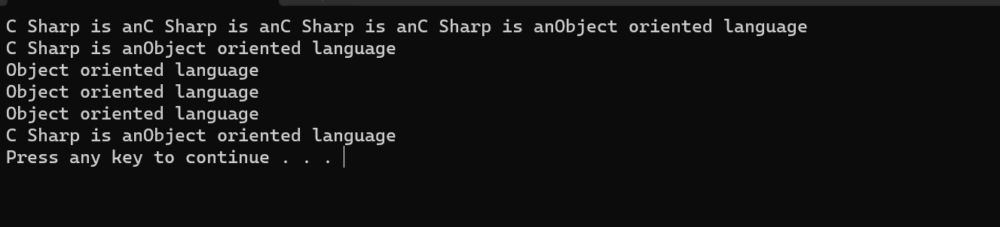 C Sharp is anC Sharp is anC Sharp is anC Sharp is anObject oriented language
C Sharp is anObject oriented language
Object oriented language
Object oriented language
Object oriented language
C Sharp is anObject oriented language
Press any key to continue . . .